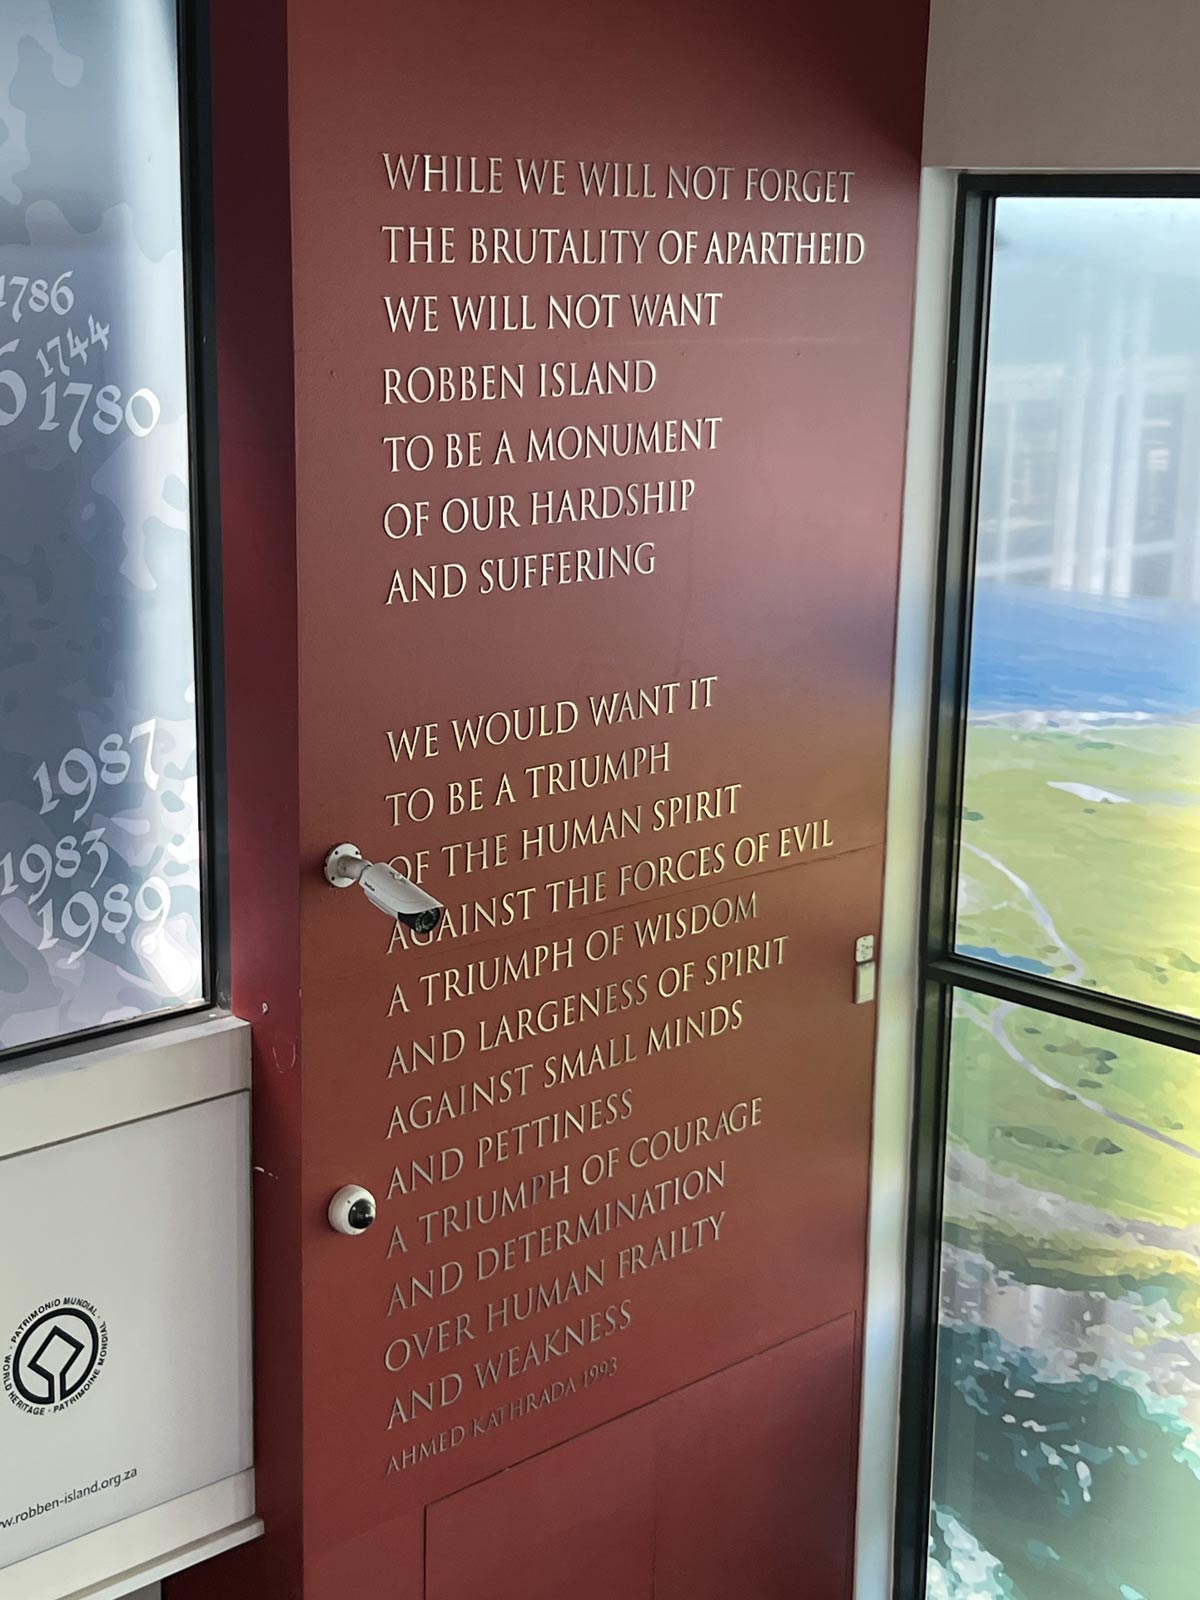 WHILE WE WILL NOT FORGET
THE BRUTALITY OF APARTHEID
WE WILL NOT WANT
ROBBEN ISLAND
TO BE A MONUMENT
OF OUR HARDSHIP
AND SUFFERING
WE WOULD WANT IT
TO BE A TRIUMPH
OF THE HUMAN SPIRIT
AGAINST THE FORCES OF EVIL
A TRIUMPH OF WISDOM
AND LARGENESS OF SPIRIT
AGAINST SMALL MINDS
AND PETTINESS
A TRIUMPH OF COURAGE
AND DETERMINATION
OVER HUMAN FRAILTY
AND WEAKNESS
AHMED KATHRADA 1993
1786
1744
1780
1987
1983
1989
PATRIMONIO MUNDIAL · WORLD HERITAGE · PATRIMOINE MONDIAL ·
w.robben-island.org.za